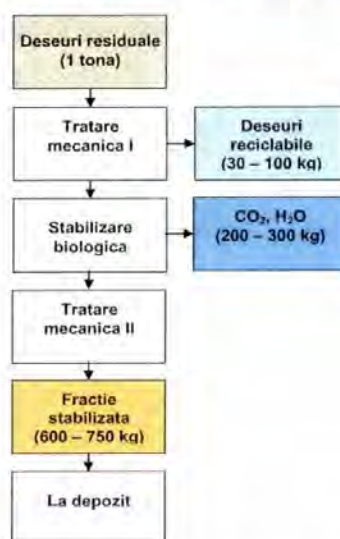 Deseuri residuale
(1 tona)
Tratare
mecanica I
Deseuri
reciclabile
(30 – 100 kg)
Stabilizare
biologica
CO₂, H₂O
(200 – 300 kg)
Tratare
mecanica II
Fractie
stabilizata
(600 – 750 kg)
La depozit